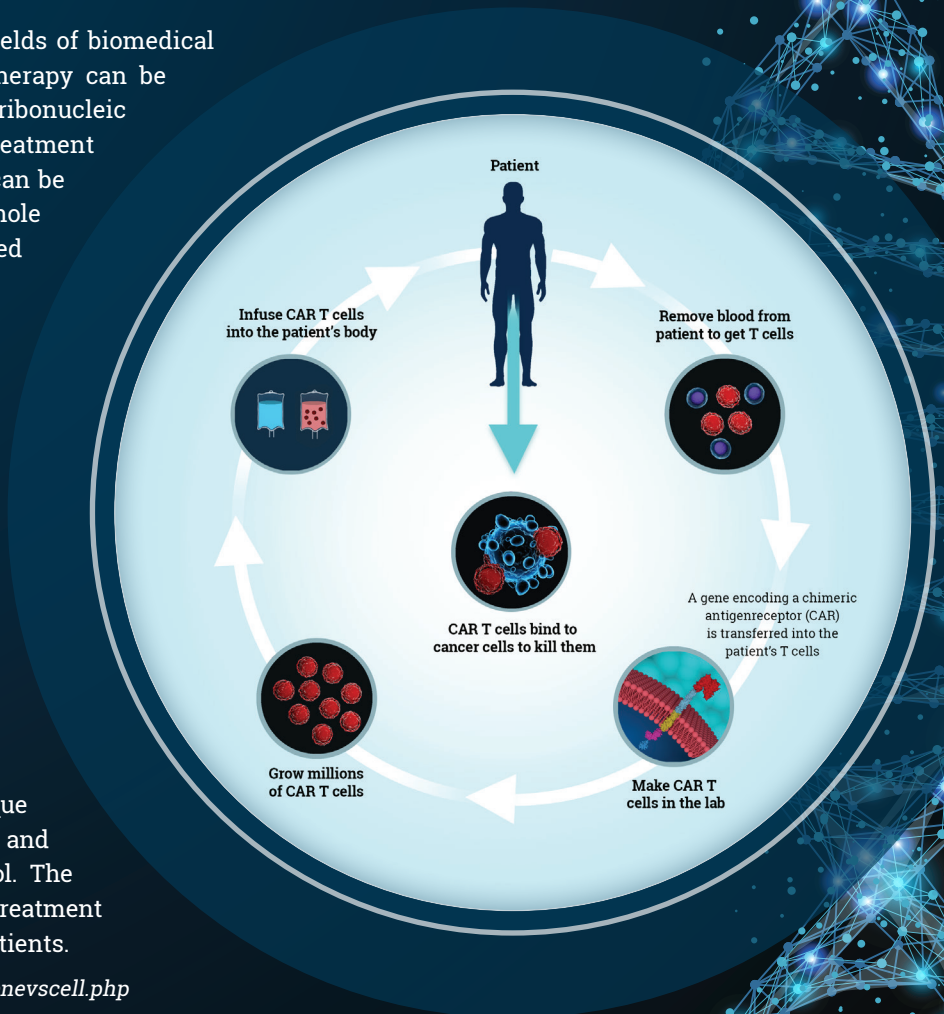 elds of biomedical
herapy can be
ribonucleic
eatment
can be
hole
ed
Patient
Infuse CAR T cells
into the patient's body
Remove blood from
patient to get T cells
A gene encoding a chimeric
antigenreceptor (CAR)
is transferred into the
patient's T cells
CAR T cells bind to
cancer cells to kill them
Grow millions
of CAR T cells
Make CAR T
cells in the lab
ue
and
ol. The
reatment
tients.
nevscell.php